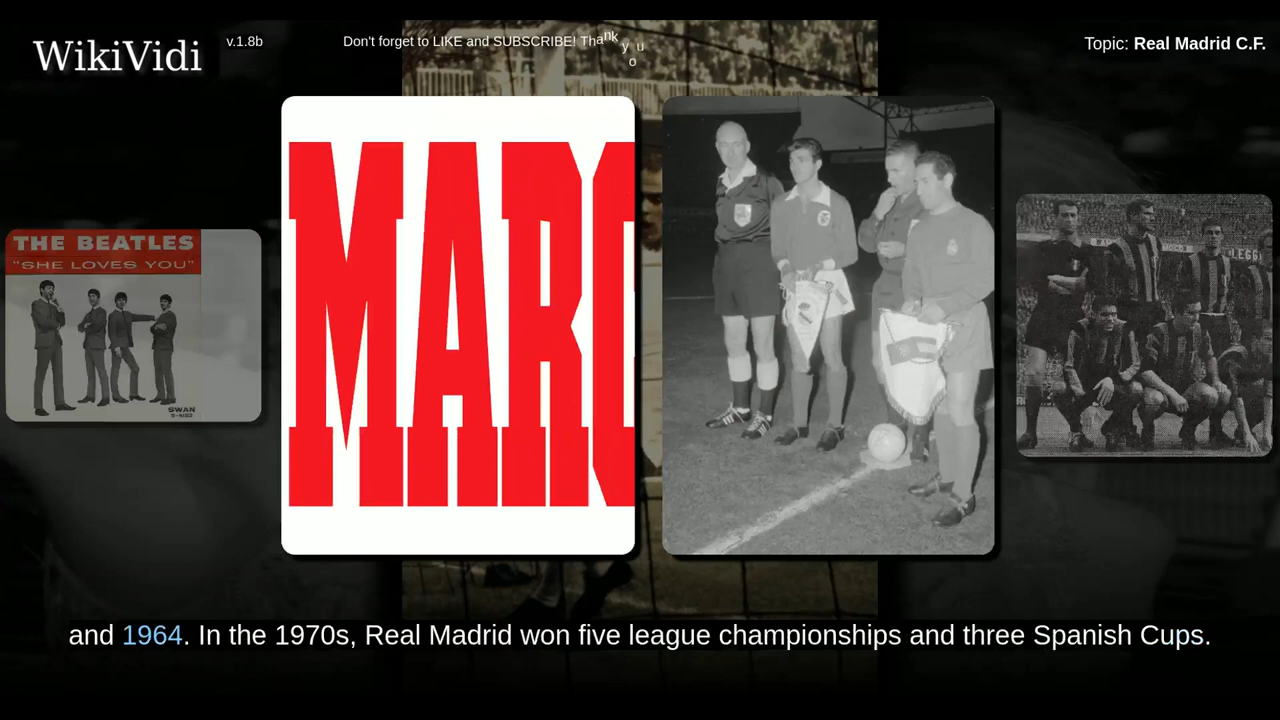 WikiVidi
v.1.8b
Don't forget to LIKE and SUBSCRIBE! Thank you
Topic: Real Madrid C.F.
THE BEATLES
"SHE LOVES YOU"
SWAN
MARC
LEGGI
and 1964. In the 1970s, Real Madrid won five league championships and three Spanish Cups.